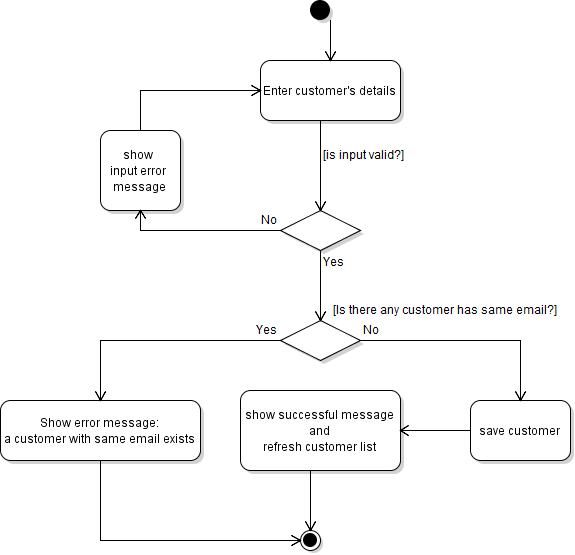 Enter customer's details
[is input valid?]
show
input error
message
No
Yes
[Is there any customer has same email?]
Yes
No
Show error message:
a customer with same email exists
show successful message
and
refresh customer list
save customer